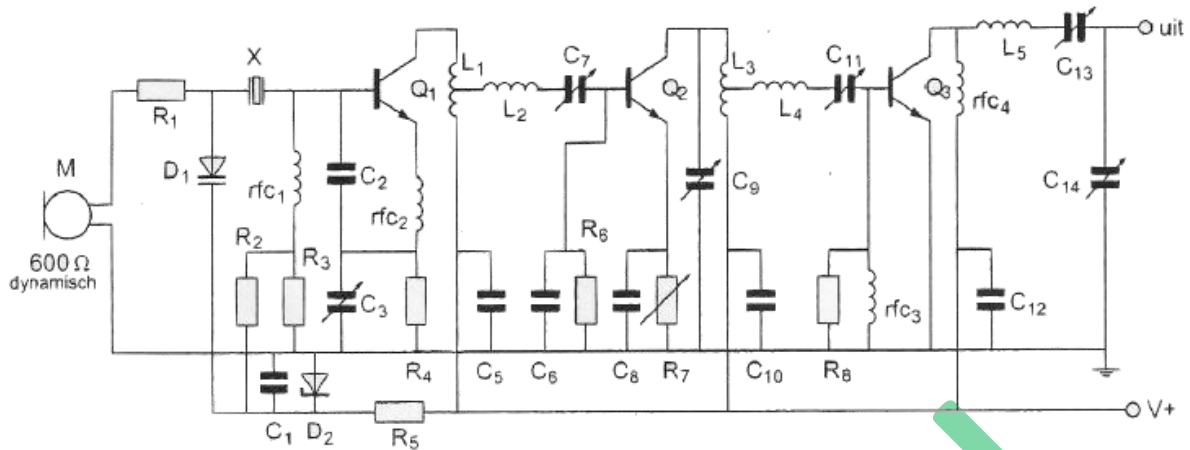 uit
X
C7
C11
L5
C13
L1
L3
Q1
Q2
Q3
R1
L2
L4
rfc4
M
D1
C2
C9
C14
rfc1
rfc2
R2
R6
600 Ω
dynamisch
R3
C3
rfc3
C12
R4
C5
C6
C8
R7
C10
R8
C1
D2
R5
V+